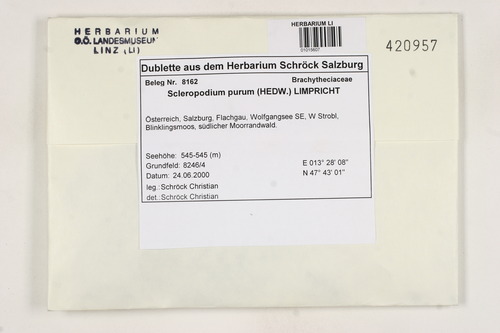 HERBARIUM
O.Ö. LANDESMUSEUM
LINZ (LI)
HERBARIUM LI
01015607
420957
Dublette aus dem Herbarium Schröck Salzburg
Beleg Nr. 8162 Brachytheciaceae
Scleropodium purum (HEDW.) LIMPRICHT
Österreich, Salzburg, Flachgau, Wolfgangsee SE, W Strobl,
Blinklingsmoos, südlicher Moorrandwald.
Seehöhe: 545-545 (m)
Grundfeld: 8246/4 E 013° 28' 08"
Datum: 24.06.2000 N 47° 43' 01"
leg. Schröck Christian
det. Schröck Christian